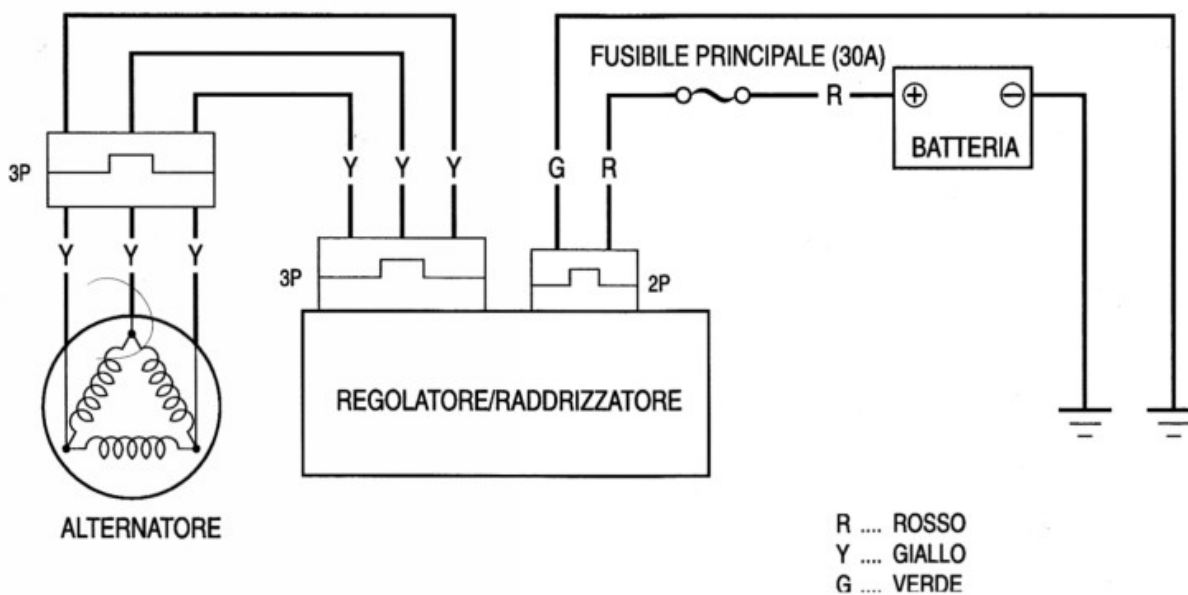 FUSIBILE PRINCIPALE (30A)
R
BATTERIA
3P
Y Y Y
G R
Y Y Y
3P
2P
REGOLATORE/RADDRIZZATORE
ALTERNATORE
R .... ROSSO
Y .... GIALLO
G .... VERDE